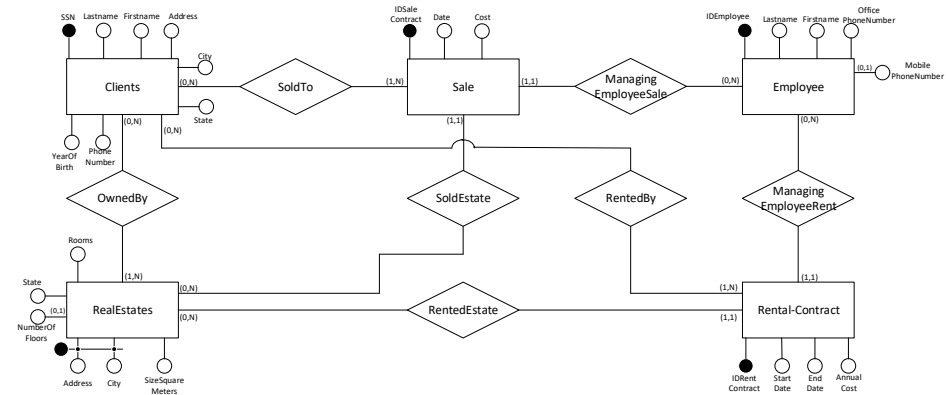 SSN
Lastname
Firstname
Address
IDSale
Contract
Date
Cost
IDEmployee
Lastname
Firstname
Office
PhoneNumber
City
(0,N)
Clients
SoldTo
(1,N)
Sale
(1,1)
Managing
EmployeeSale
(0,N)
Employee
(0,1)
Mobile
PhoneNumber
State
(0,N)
(0,N)
(1,1)
(0,N)
YearOf
Birth
Phone
Number
OwnedBy
SoldEstate
RentedBy
Managing
EmployeeRent
Rooms
(1,N)
(1,1)
State
(0,N)
(1,N)
(0,1)
RealEstates
RentedEstate
Rental-Contract
(0,N)
(1,1)
NumberOf
Floors
Address
City
SizeSquare
Meters
IDRent
Contract
Start
Date
End
Date
Annual
Cost